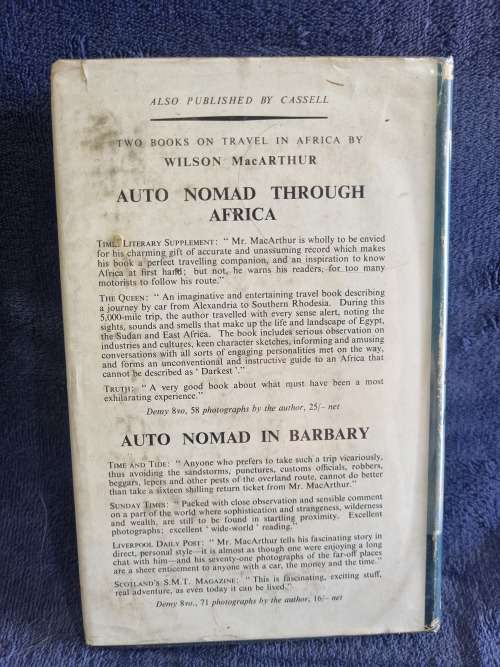 ALSO PUBLISHED BY CASSELL
TWO BOOKS ON TRAVEL IN AFRICA BY
WILSON MacARTHUR
AUTO NOMAD THROUGH
AFRICA
TIME. LITERARY SUPPLEMENT: " Mr. MacArthur is wholly to be envied
for his charming gift of accurate and unassuming record which makes
his book a perfect travelling companion, and an inspiration to know
Africa at first hand; but not, he warns his readers, for too many
motorists to follow his route."
THE QUEEN: " An imaginative and entertaining travel book describing
a journey by car from Alexandria to Southern Rhodesia. During this
5,000-mile trip, the author travelled with every sense alert, noting the
sights, sounds and smells that make up the life and landscape of Egypt,
the Sudan and East Africa. The book includes serious observation on
industries and cultures, keen character sketches, informing and amusing
conversations with all sorts of engaging personalities met on the way,
and forms an unconventional and instructive guide to an Africa that
cannot be described as ' Darkest '."
TRUTH: " A very good book about what must have been a most
exhilarating experience."
Demy 8vo, 58 photographs by the author, 25/- net
AUTO NOMAD IN BARBARY
TIME AND TIDE: " Anyone who prefers to take such a trip vicariously,
thus avoiding the sandstorms, punctures, customs officials, robbers,
beggars, lepers and other pests of the overland route, cannot do better
than take a sixteen shilling return ticket from Mr. MacArthur."
SUNDAY TIMES: " Packed with close observation and sensible comment
on a part of the world where sophistication and strangeness, wilderness
and wealth, are still to be found in startling proximity. Excellent
photographs; excellent ' wide-world ' reading."
LIVERPOOL DAILY POST: " Mr. MacArthur tells his fascinating story in
direct, personal style—it is almost as though one were enjoying a long
chat with him—and his seventy-one photographs of the far-off places
are a sheer enticement to anyone with a car, the money and the time."
SCOTLAND'S S.M.T. MAGAZINE: " This is fascinating, exciting stuff,
real adventure, as even today it can be lived."
Demy 8vo., 71 photographs by the author, 16/- net